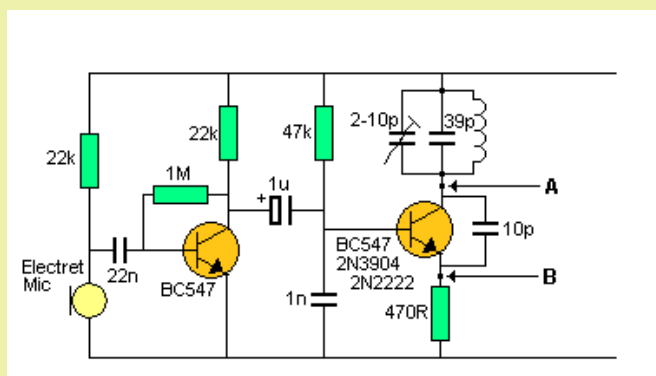 22k
Electret
Mic
22n
1M
22k
BC547
+
1u
47k
1n
2-10p
39p
A
BC547
2N3904
2N2222
10p
B
470R